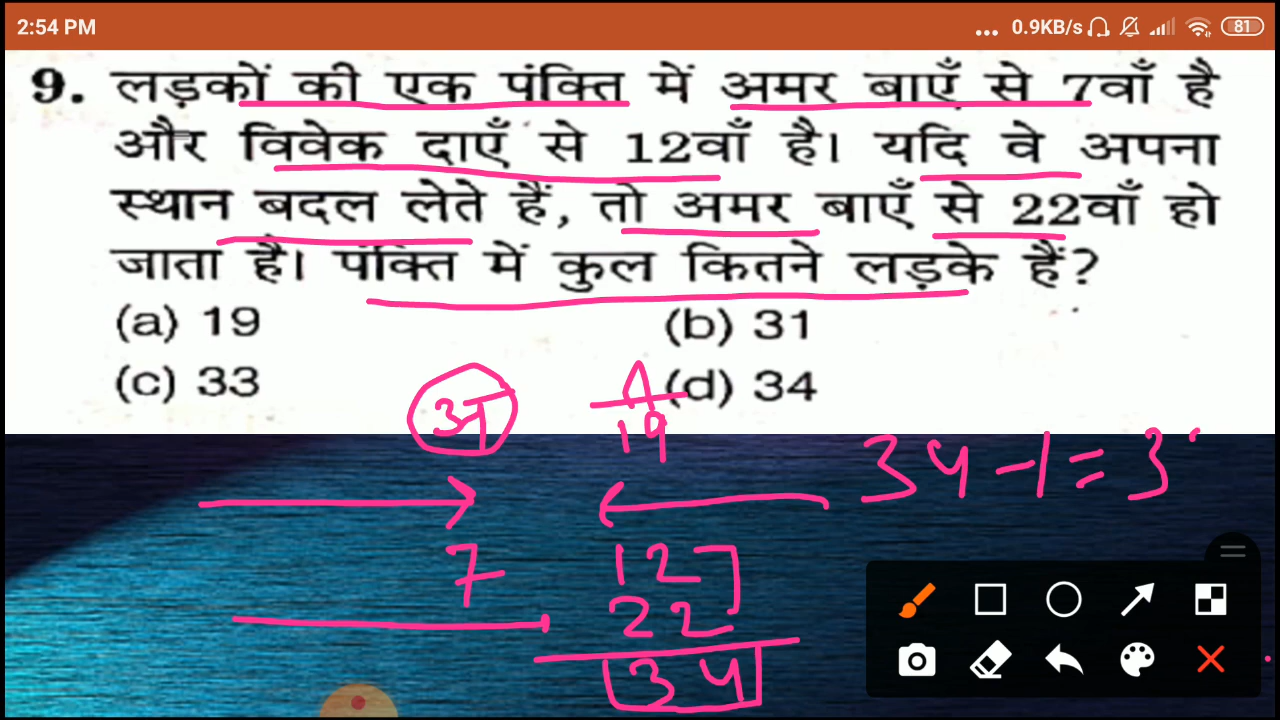 2:54 PM
... 0.9KB/s 81
9. लड़कों की एक पंक्ति में अमर बाएँ से 7वाँ है
और विवेक दाएँ से 12वाँ है। यदि वे अपना
स्थान बदल लेते हैं, तो अमर बाएँ से 22वाँ हो
जाता है। पंक्ति में कुल कितने लड़के हैं?
(a) 19 (b) 31
(c) 33 (d) 34
अ A
19
34-1=3
7 12
22
34